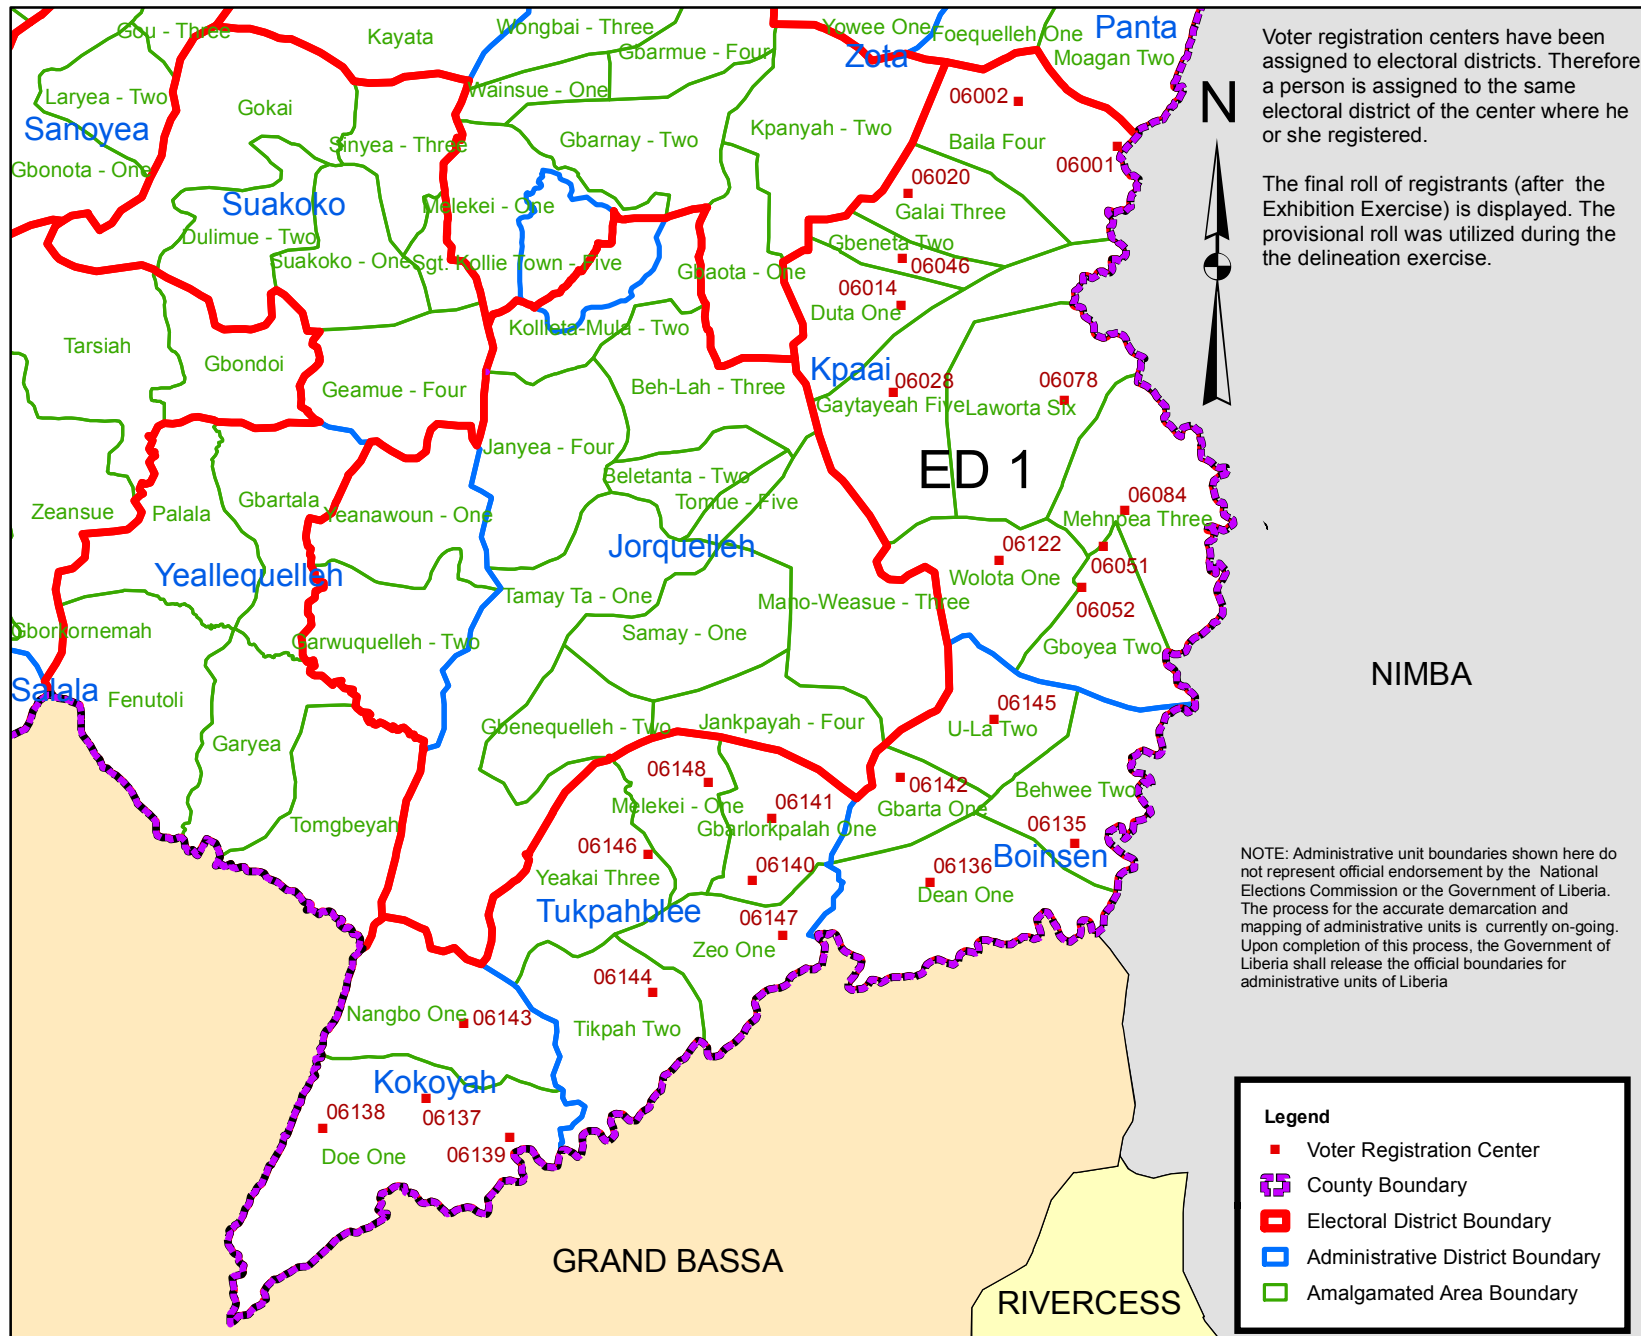 Gou - Three
Kayata
Wongbai - Three
Gbarmue - Four
Yowee One
Foequelleh One
Panta
Zota
Moagan Two
Laryea - Two
Sanoyea
Gbonota - One
Gokai
Sinyea - Three
Wainsue - One
Gbarnay - Two
Kpanyah - Two
06002
Baila Four
06001
06020
Galai Three
Suakoko
Dulimue - Two
Melekei - One
Suakoko - One
Sgt. Kollie Town - Five
Gbaota - One
Gbeneta Two
06046
06014
Duta One
Tarsiah
Gbondoi
Geamue - Four
Kollieta-Mula - Two
Beh-Lah - Three
Kpaai
06028
Gaytayeah Five
06078
Laworta Six
Janyea - Four
ED 1
Beletanta - Two
Tomue - Five
Zeansue
Palala
Gbartala
Yeanawoun - One
06084
Mehnpea Three
Jorquelleh
06122
Wolota One
06051
06052
Yeallequelleh
Tamay Ta - One
Mano-Weasue - Three
Samay - One
Gborkornemah
Garwuquelleh - Two
Gboyea Two
Salala
Fenutoli
Garyea
Gbenequelleh - Two
Jankpayah - Four
06145
U-La Two
06148
Melekei - One
06141
Gbarlorkpalah One
06142
Gbarta One
Behwee Two
Tomgbeyah
06146
Yeakai Three
06140
06135
Boinsen
06136
Dean One
Tukpahblee
06147
Zeo One
06144
Tikpah Two
Nangbo One
06143
Kokoyah
06138
06137
06139
Doe One
NIMBA
GRAND BASSA
RIVERCESS
N
Voter registration centers have been
assigned to electoral districts. Therefore
a person is assigned to the same
electoral district of the center where he
or she registered.
The final roll of registrants (after the
Exhibition Exercise) is displayed. The
provisional roll was utilized during the
the delineation exercise.
NOTE: Administrative unit boundaries shown here do
not represent official endorsement by the National
Elections Commission or the Government of Liberia.
The process for the accurate demarcation and
mapping of administrative units is currently on-going.
Upon completion of this process, the Government of
Liberia shall release the official boundaries for
administrative units of Liberia
Legend
Voter Registration Center
County Boundary
Electoral District Boundary
Administrative District Boundary
Amalgamated Area Boundary